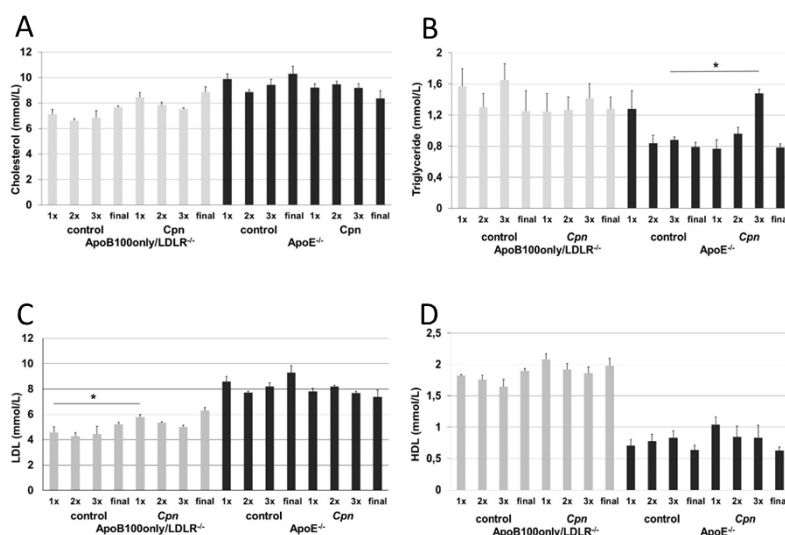 A
Cholesterol (mmol/L)
12
10
8
6
4
2
0
1x 2x 3x final 1x 2x 3x final 1x 2x 3x final 1x 2x 3x final
control Cpn control Cpn
ApoB100only/LDLR-/- ApoE-/-
B
Triglyceride (mmol/L)
2
1,6
1,2
0,8
0,4
0
*
1x 2x 3x final 1x 2x 3x final 1x 2x 3x final 1x 2x 3x final
control Cpn control Cpn
ApoB100only/LDLR-/- ApoE-/-
C
LDL (mmol/L)
12
10
8
6
4
2
0
*
1x 2x 3x final 1x 2x 3x final 1x 2x 3x final 1x 2x 3x final
control Cpn control Cpn
ApoB100only/LDLR-/- ApoE-/-
D
HDL (mmol/L)
2,5
2
1,5
1
0,5
0
1x 2x 3x final 1x 2x 3x final 1x 2x 3x final 1x 2x 3x final
control Cpn control Cpn
ApoB100only/LDLR-/- ApoE-/-